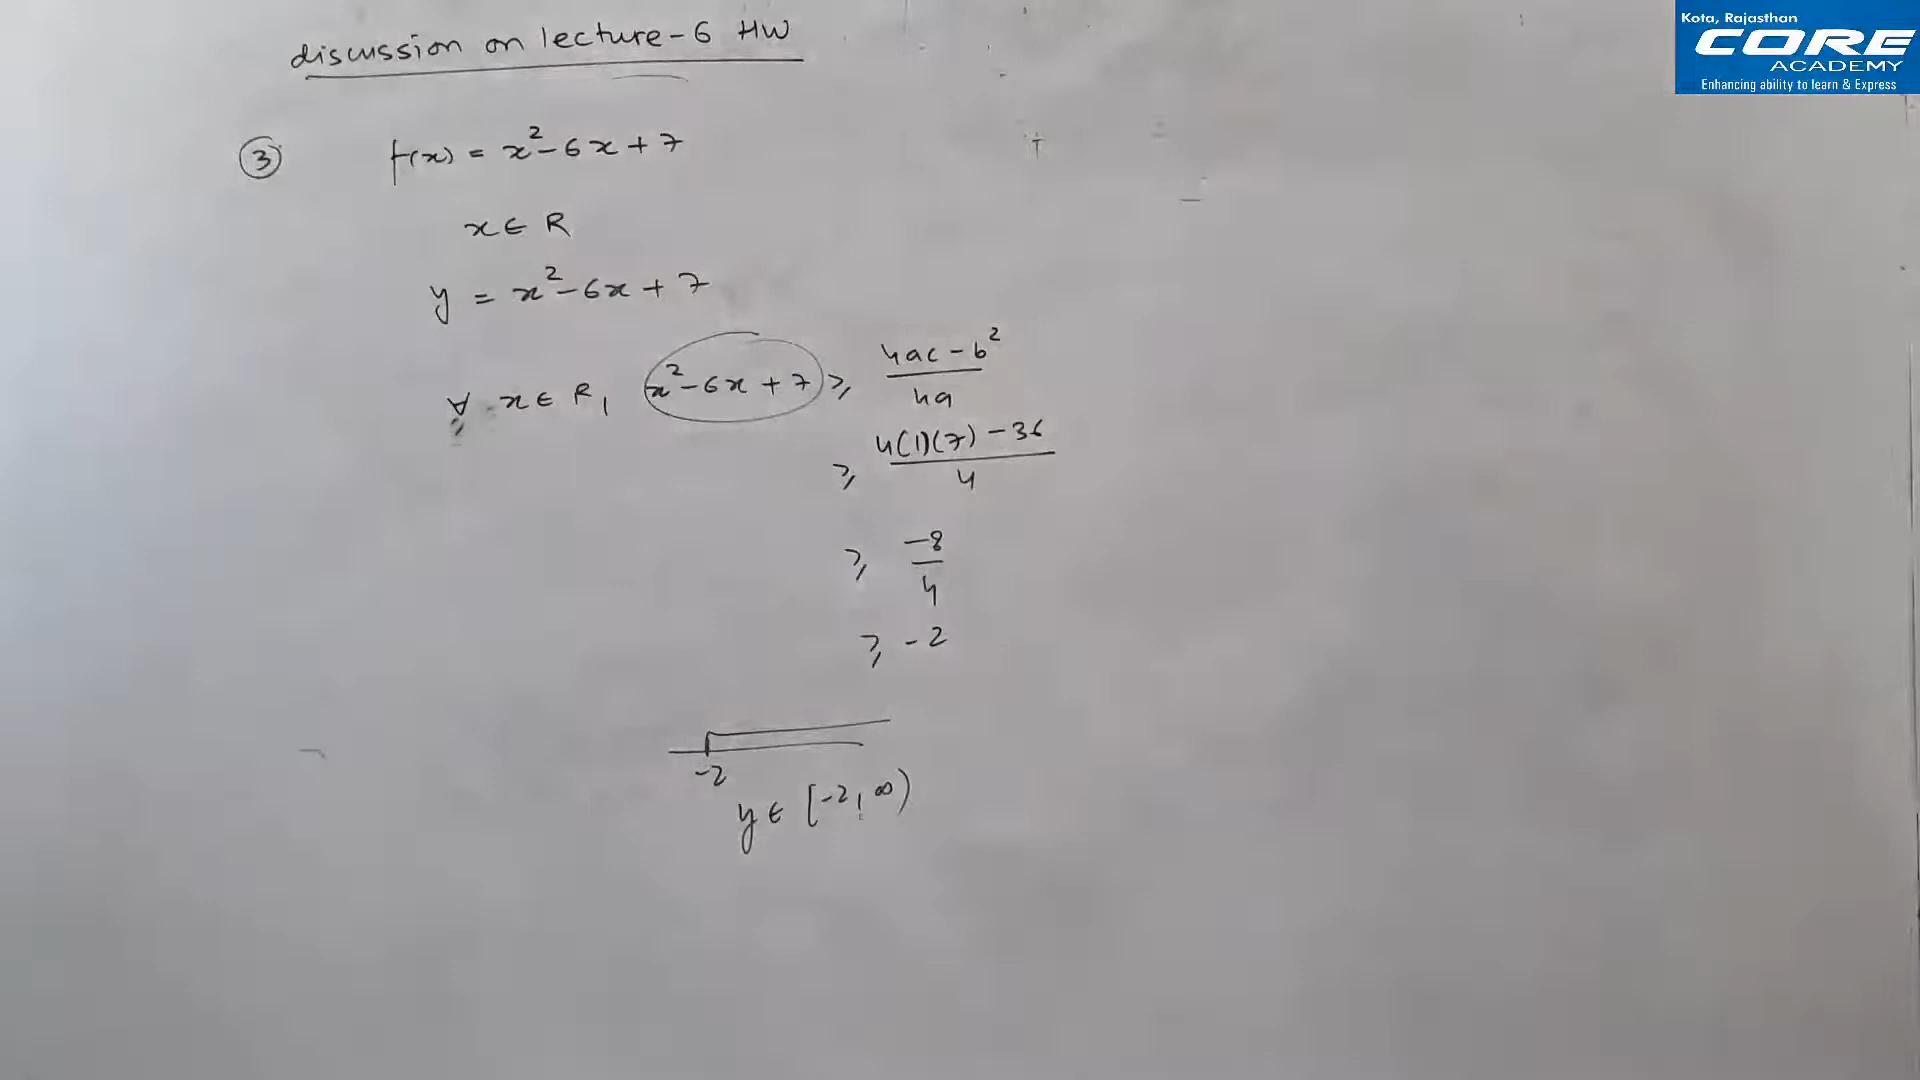 discussion on lecture-6 HW
Kota, Rajasthan
CORE
ACADEMY
Enhancing ability to learn & Express
③ f(x) = x²-6x+7
x∈ R
y = x²-6x+7
∀ x∈ R, x²-6x+7 ⩾ 4ac-b²/4a
⩾ 4(1)(7)-36/4
⩾ -8/4
⩾ -2
-2
y∈ [-2, ∞)